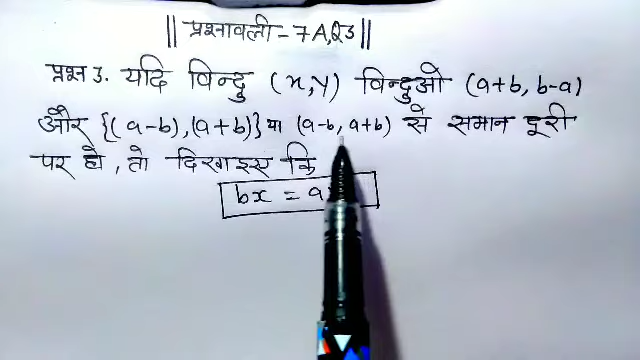 || प्रश्नावली - 7A,Q3 ||
प्रश्न 3. यदि विन्दु (x,y) विन्दुओ (a+b, b-a)
और {(a-b),(a+b)} या (a-b, a+b) से समान दूरी
पर हो, तो दिखाइए कि
bx = a